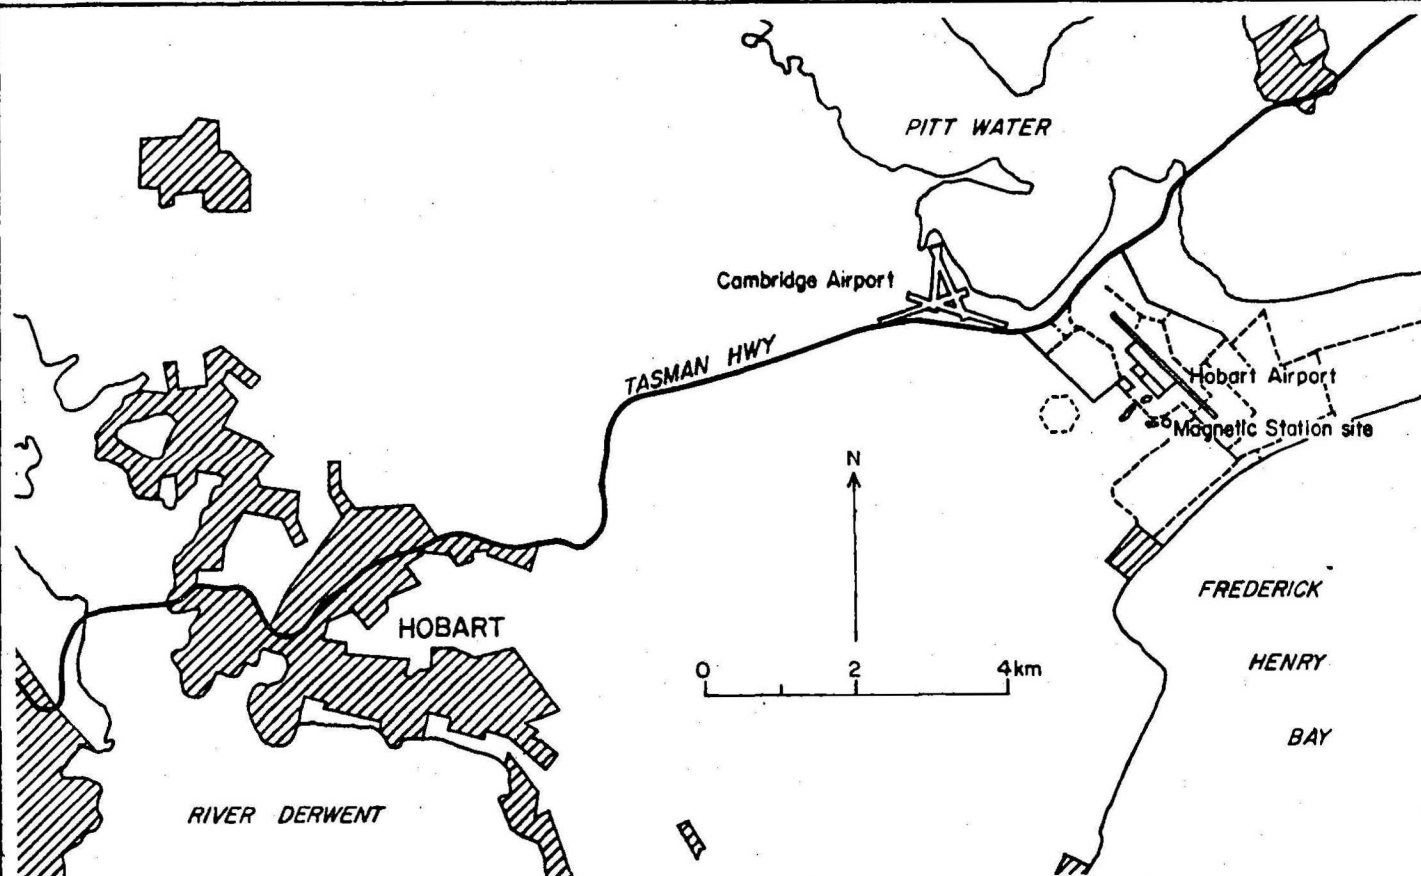 PITT WATER
Cambridge Airport
TASMAN HWY
Hobart Airport
Magnetic Station site
N
HOBART
FREDERICK
HENRY
BAY
0 2 4km
RIVER DERWENT